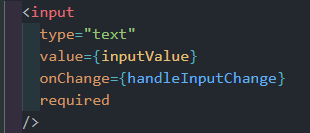 <input
type="text"
value={inputValue}
onChange={handleInputChange}
required
/>